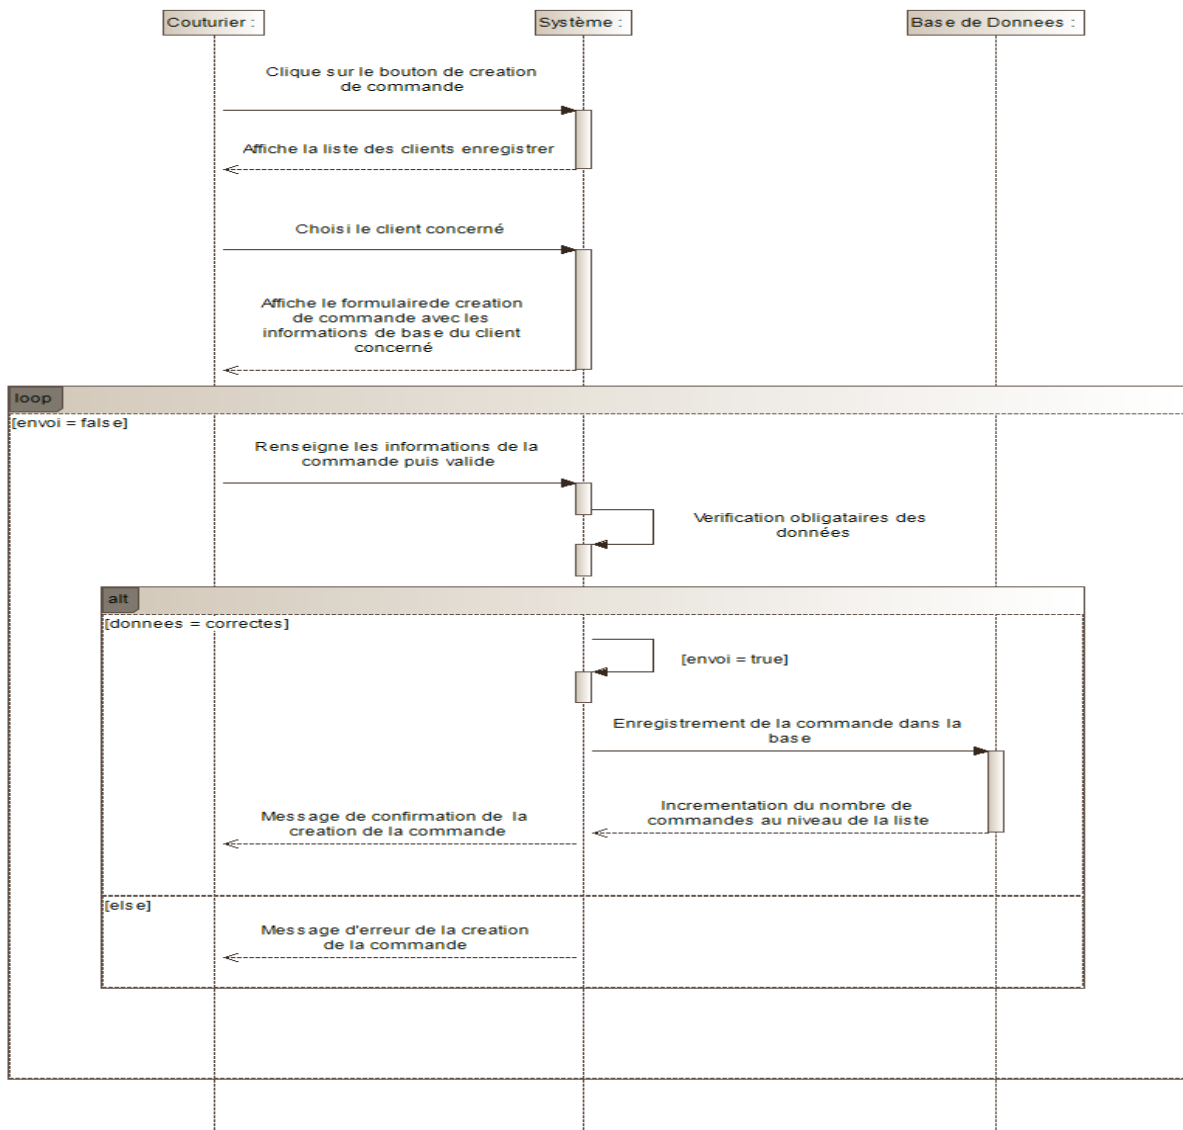 Couturier :
Système :
Base de Donnees :
Clique sur le bouton de creation
de commande
Affiche la liste des clients enregistrer
Choisi le client concerné
Affiche le formulairede creation
de commande avec les
informations de base du client
concerné
loop
[envoi = false]
Renseigne les informations de la
commande puis valide
Verification obligataires des
données
alt
[donnees = correctes]
[envoi = true]
Enregistrement de la commande dans la
base
Incrementation du nombre de
commandes au niveau de la liste
Message de confirmation de la
creation de la commande
[else]
Message d'erreur de la creation
de la commande